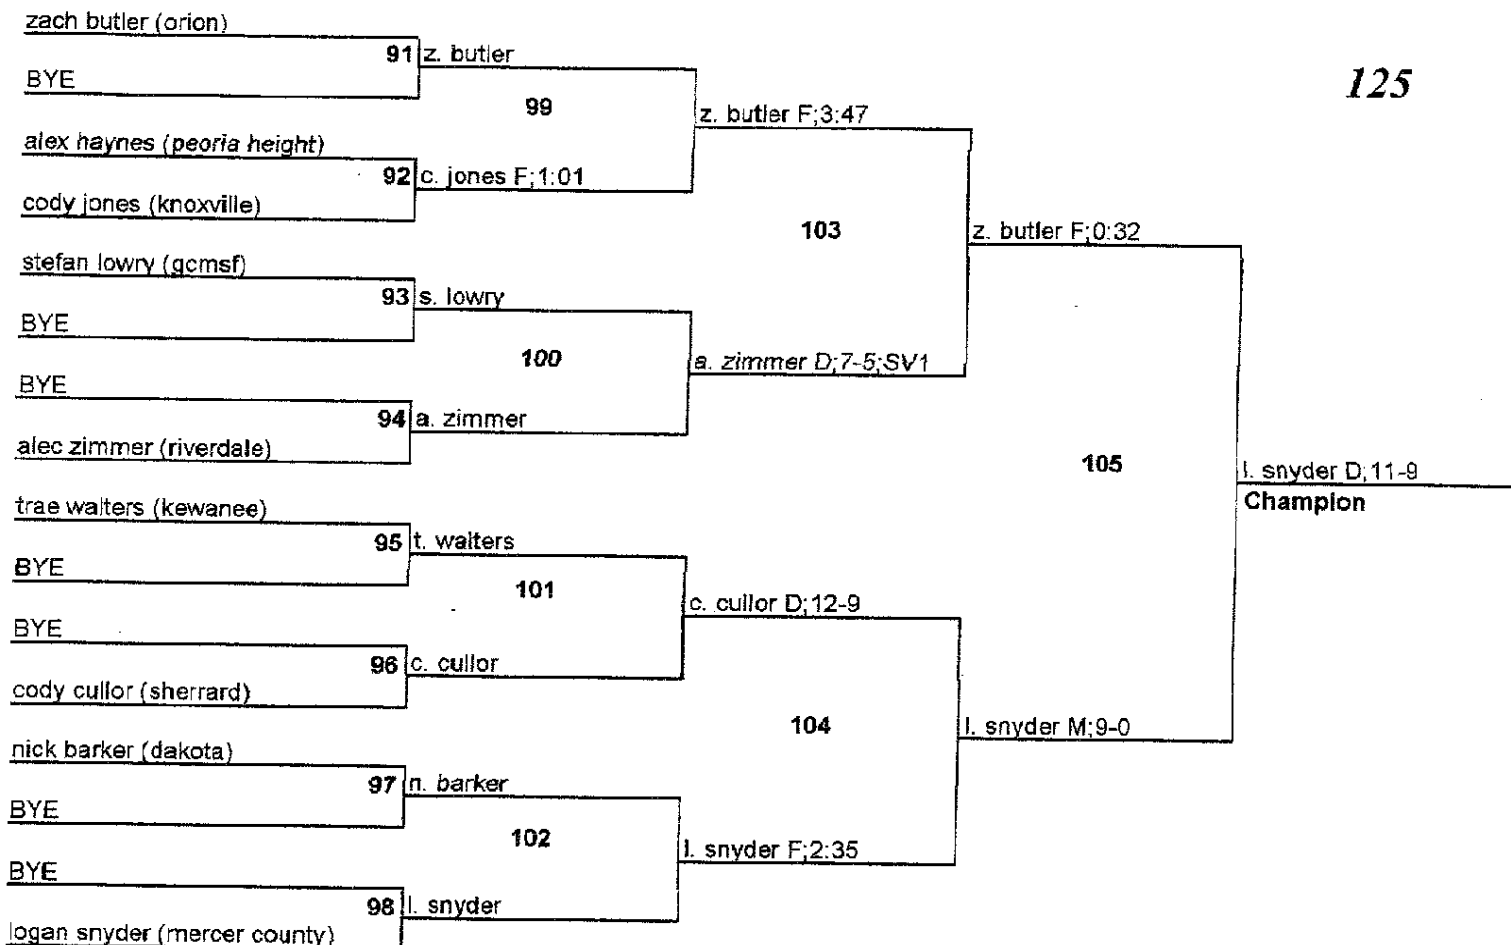 zach butler (orion)
91 z. butler
BYE
125
99
z. butler F;3:47
alex haynes (peoria height)
92 c. jones F;1:01
cody jones (knoxville)
103
z. butler F;0:32
stefan lowry (gcmsf)
93 s. lowry
BYE
100
a. zimmer D;7-5;SV1
BYE
94 a. zimmer
alec zimmer (riverdale)
105
l. snyder D;11-9
Champion
trae walters (kewanee)
95 t. walters
BYE
101
c. cullor D;12-9
BYE
96 c. cullor
cody cullor (sherrard)
104
l. snyder M;9-0
nick barker (dakota)
97 n. barker
BYE
102
l. snyder F;2:35
BYE
98 l. snyder
logan snyder (mercer county)